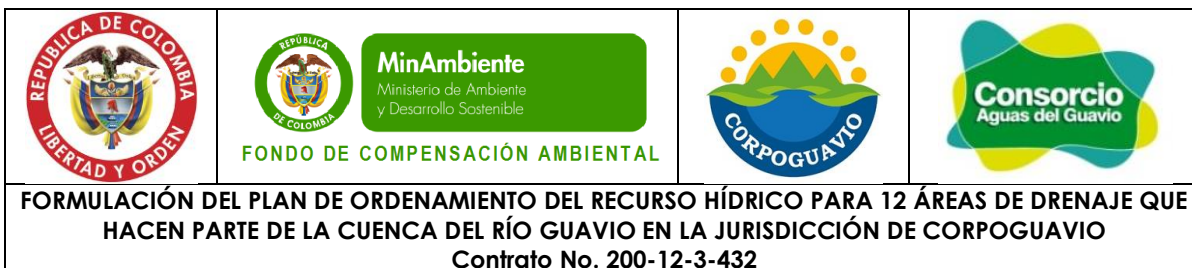 REPUBLICA DE COLOMBIA
LIBERTAD Y ORDEN
REPÚBLICA
DE COLOMBIA
MinAmbiente
Ministerio de Ambiente
y Desarrollo Sostenible
FONDO DE COMPENSACIÓN AMBIENTAL
CORPOGUAVIO
Consorcio
Aguas del Guavio
FORMULACIÓN DEL PLAN DE ORDENAMIENTO DEL RECURSO HÍDRICO PARA 12 ÁREAS DE DRENAJE QUE
HACEN PARTE DE LA CUENCA DEL RÍO GUAVIO EN LA JURISDICCIÓN DE CORPOGUAVIO
Contrato No. 200-12-3-432